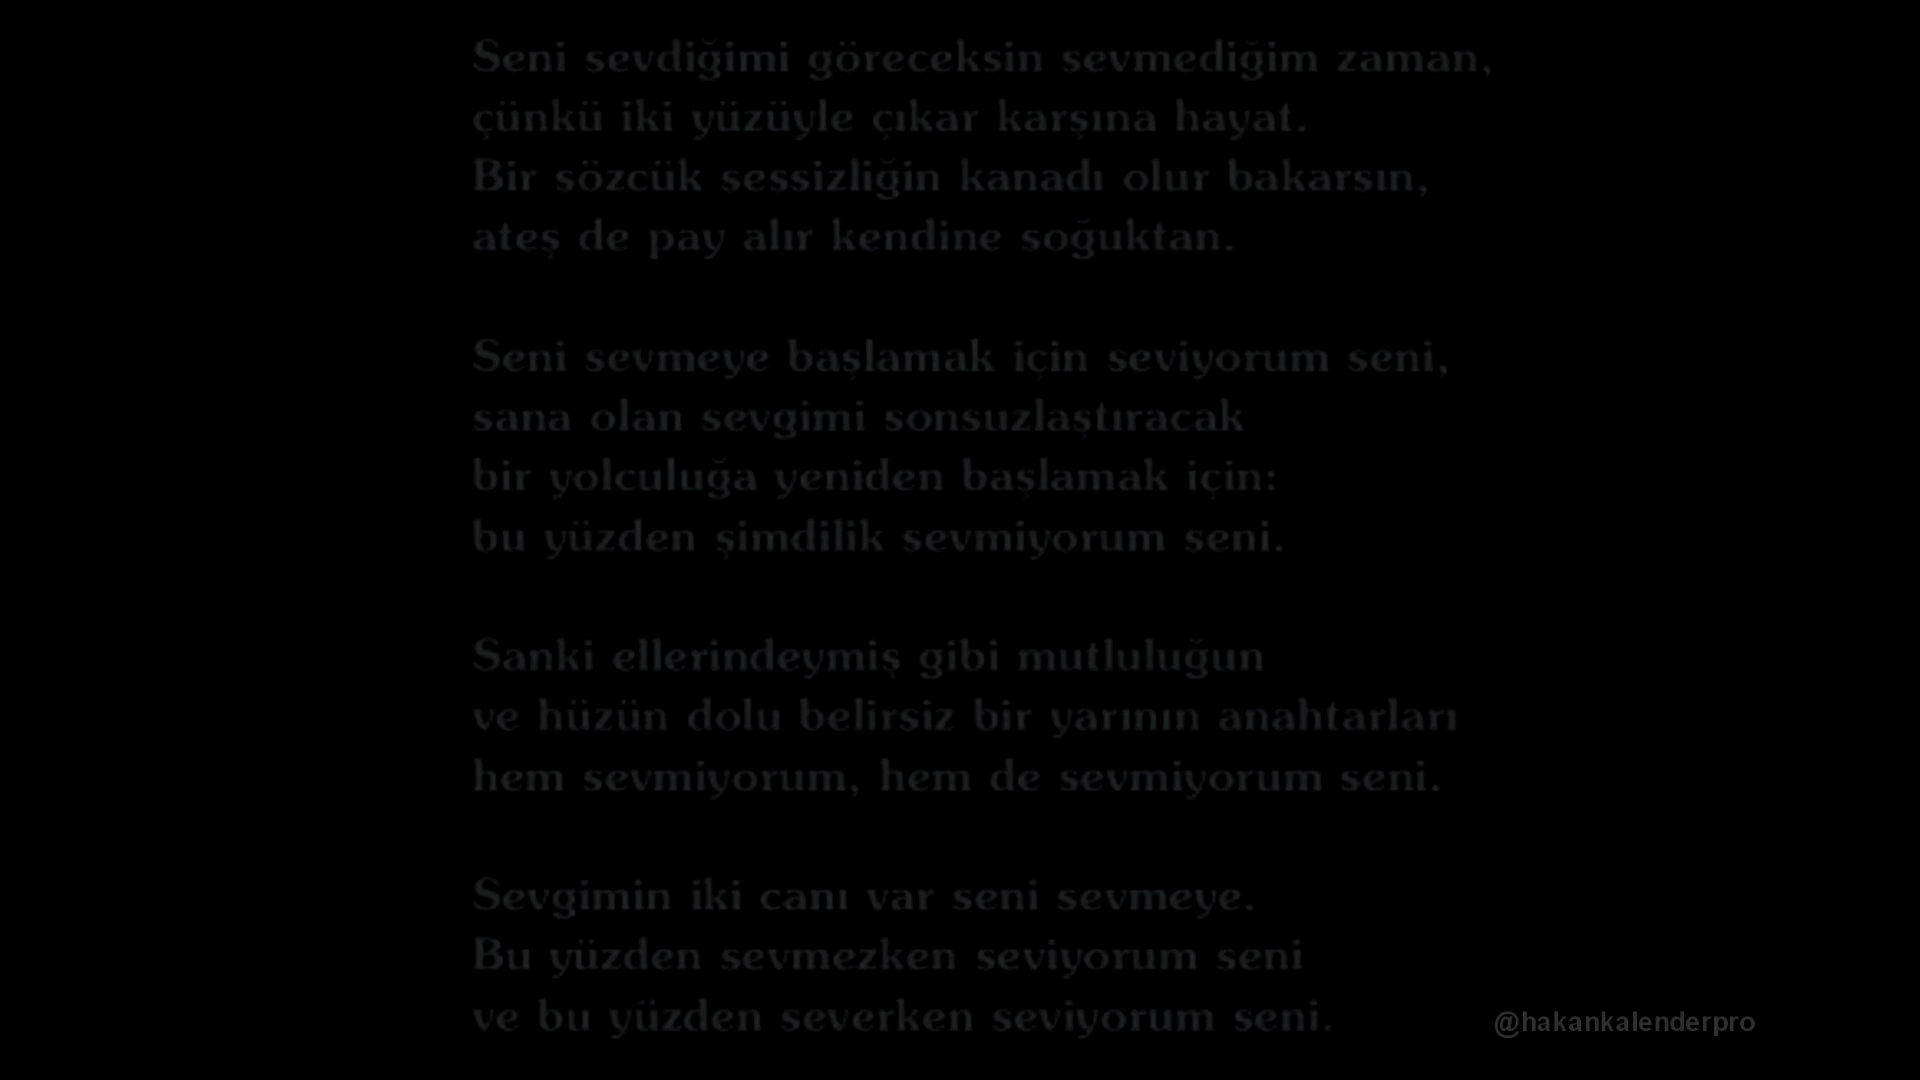 Seni sevdiğimi göreceksin sevmediğim zaman,
çünkü iki yüzüyle çıkar karşına hayat.
Bir sözcük sessizliğin kanadı olur bakarsın,
ateş de pay alır kendine soğuktan.
Seni sevmeye başlamak için seviyorum seni,
sana olan sevgimi sonsuzlaştıracak
bir yolculuğa yeniden başlamak için:
bu yüzden şimdilik sevmiyorum seni.
Sanki ellerindeymiş gibi mutluluğun
ve hüzün dolu belirsiz bir yarının anahtarları
hem sevmiyorum, hem de sevmiyorum seni.
Sevgimin iki canı var seni sevmeye.
Bu yüzden sevmezken seviyorum seni
ve bu yüzden severken seviyorum seni.
@hakankalenderpro